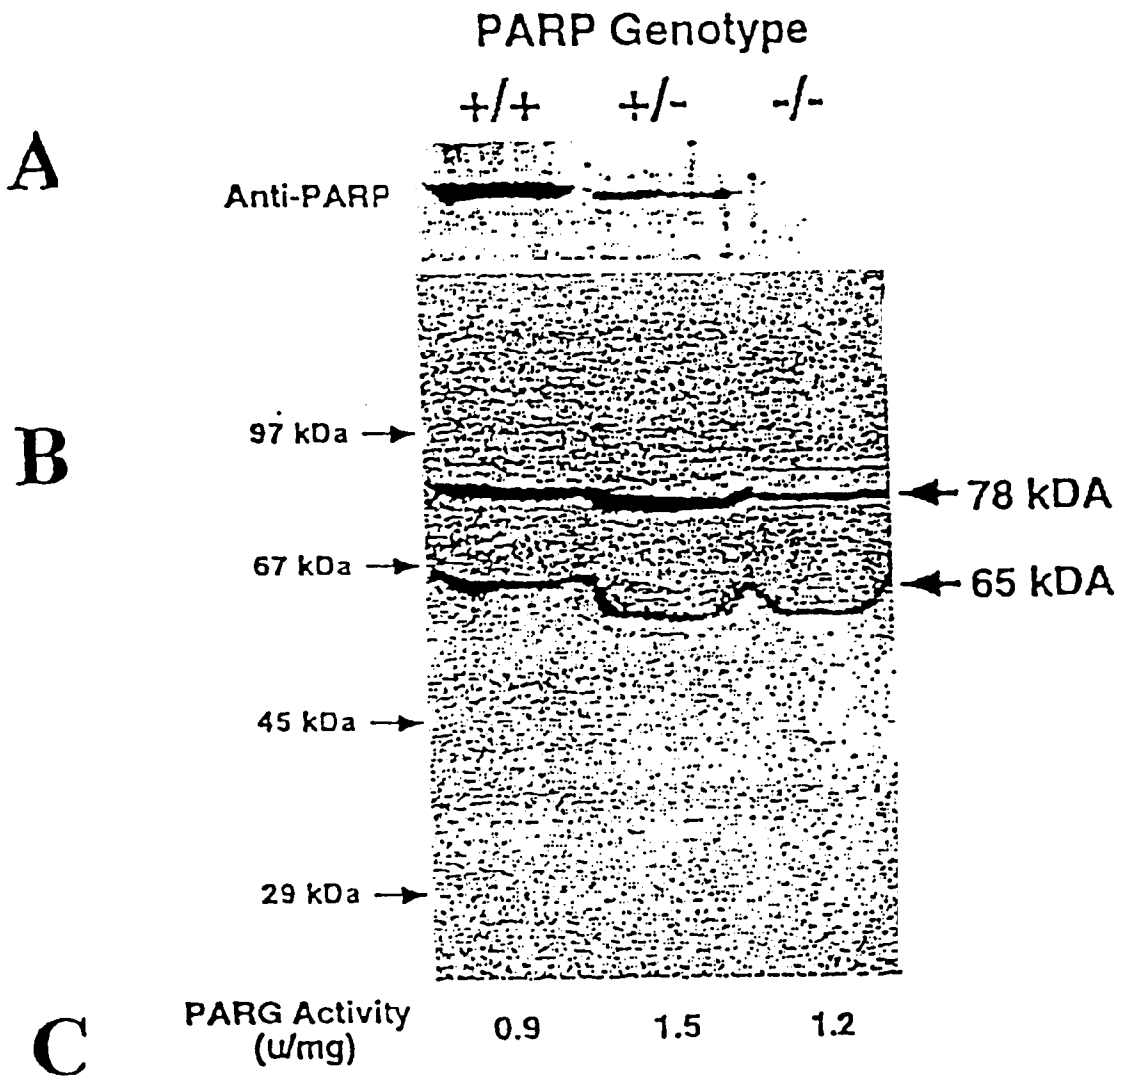 PARP Genotype
+/+ +/- -/-
A
Anti-PARP
B
97 kDa
78 kDA
67 kDa
65 kDA
45 kDa
29 kDa
C
PARG Activity 0.9 1.5 1.2
(u/mg)